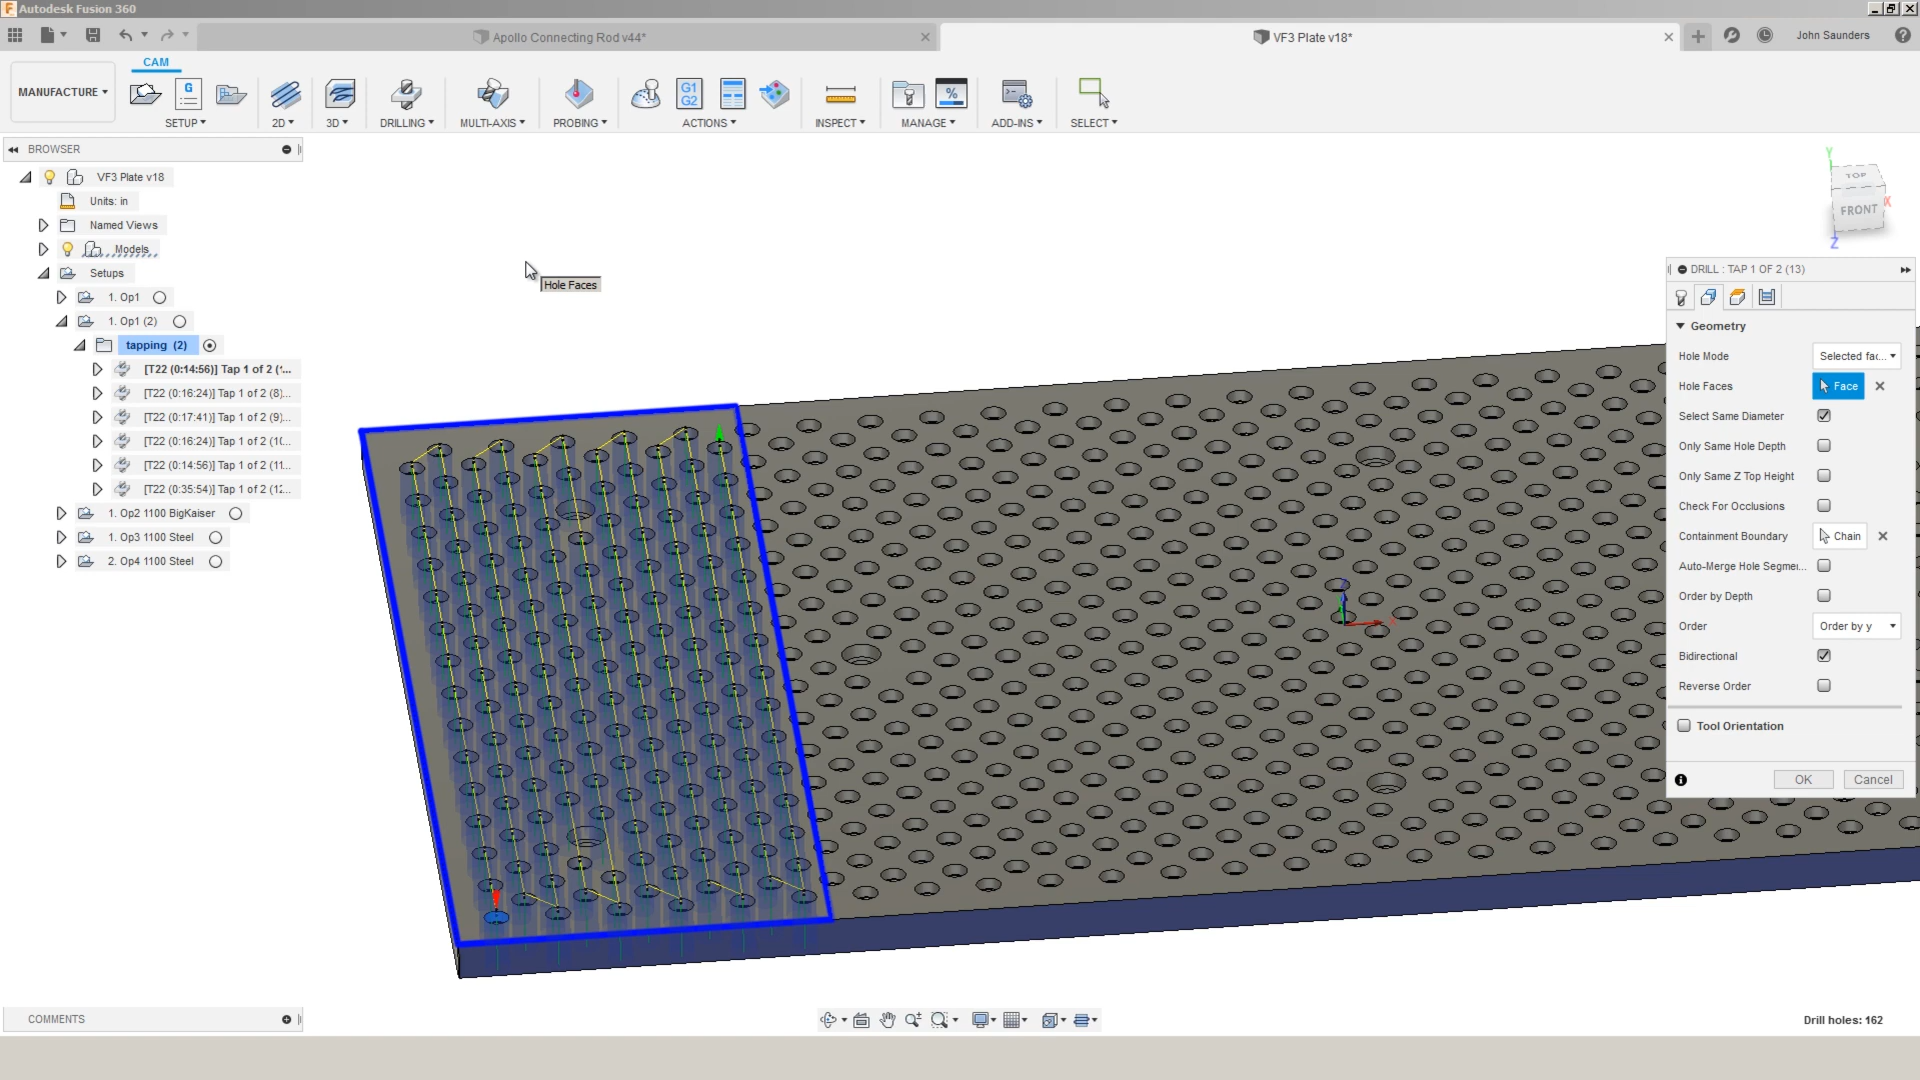 Autodesk Fusion 360
Apollo Connecting Rod v44*
VF3 Plate v18*
John Saunders
CAM
MANUFACTURE
SETUP
2D
3D
DRILLING
MULTI-AXIS
PROBING
G1
G2
ACTIONS
INSPECT
MANAGE
ADD-INS
SELECT
BROWSER
VF3 Plate v18
Units: in
Named Views
Models
Setups
1. Op1
1. Op1 (2)
tapping (2)
[T22 (0:14:56)] Tap 1 of 2 (1...
[T22 (0:16:24)] Tap 1 of 2 (8)...
[T22 (0:17:41)] Tap 1 of 2 (9)...
[T22 (0:16:24)] Tap 1 of 2 (10...
[T22 (0:14:56)] Tap 1 of 2 (11...
[T22 (0:35:54)] Tap 1 of 2 (12...
1. Op2 1100 BigKaiser
1. Op3 1100 Steel
2. Op4 1100 Steel
Hole Faces
Y
TOP
FRONT
X
Z
DRILL : TAP 1 OF 2 (13)
Geometry
Hole Mode Selected fac...
Hole Faces Face
Select Same Diameter
Only Same Hole Depth
Only Same Z Top Height
Check For Occlusions
Containment Boundary Chain
Auto-Merge Hole Segme...
Order by Depth
Order Order by y
Bidirectional
Reverse Order
Tool Orientation
OK Cancel
COMMENTS
Drill holes: 162